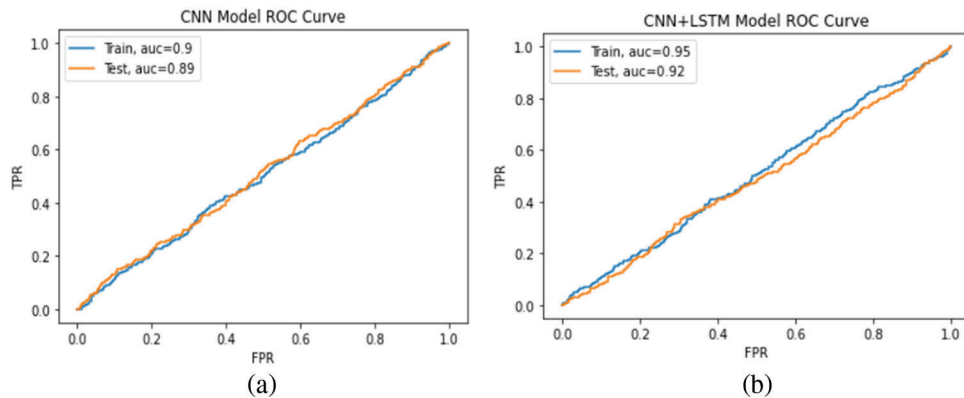 CNN Model ROC Curve
Train, auc=0.9
Test, auc=0.89
1.0
0.8
0.6
0.4
0.2
0.0
TPR
0.0 0.2 0.4 0.6 0.8 1.0
FPR
(a)
CNN+LSTM Model ROC Curve
Train, auc=0.95
Test, auc=0.92
1.0
0.8
0.6
0.4
0.2
0.0
TPR
0.0 0.2 0.4 0.6 0.8 1.0
FPR
(b)